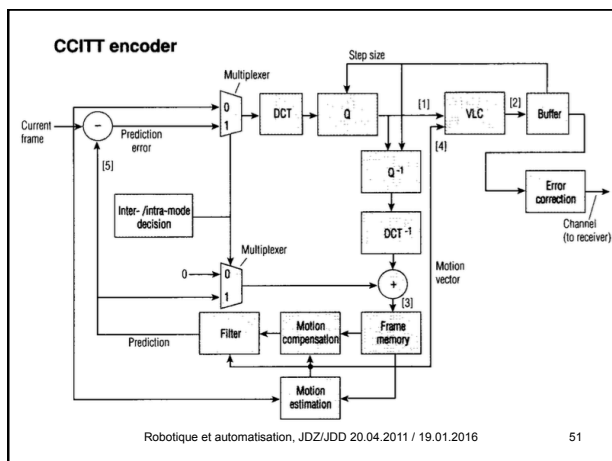 CCITT encoder
Step size
Multiplexer
Current
frame
0
1
DCT
Q
[1]
VLC
[2]
Buffer
Prediction
error
[4]
[5]
Q-1
Error
correction
Inter- /intra-mode
decision
DCT-1
Channel
(to receiver)
Multiplexer
0
0
1
+
Motion
vector
[3]
Prediction
Filter
Motion
compensation
Frame
memory
Motion
estimation
Robotique et automatisation, JDZ/JDD 20.04.2011 / 19.01.2016
51